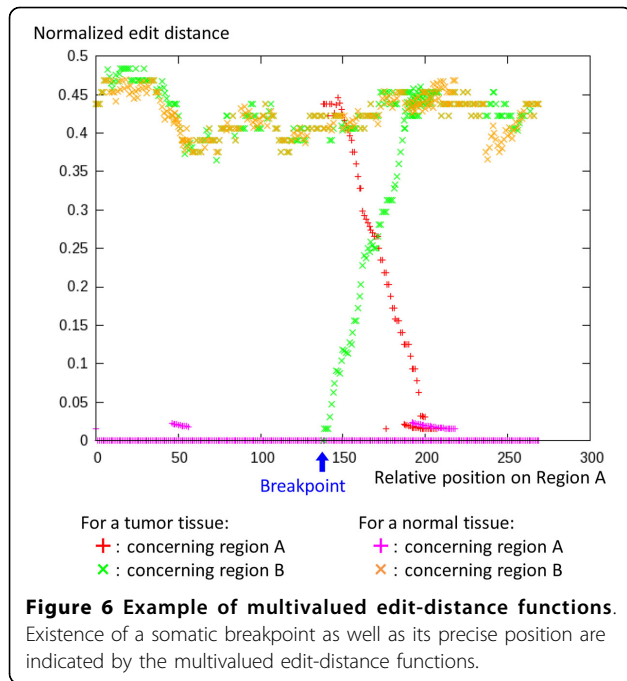 Normalized edit distance
0.5
0.45
0.4
0.35
0.3
0.25
0.2
0.15
0.1
0.05
0
0 50 100 150 200 250 300
Breakpoint
Relative position on Region A
For a tumor tissue:
+ : concerning region A
× : concerning region B
For a normal tissue:
+ : concerning region A
× : concerning region B
Figure 6 Example of multivalued edit-distance functions.
Existence of a somatic breakpoint as well as its precise position are
indicated by the multivalued edit-distance functions.